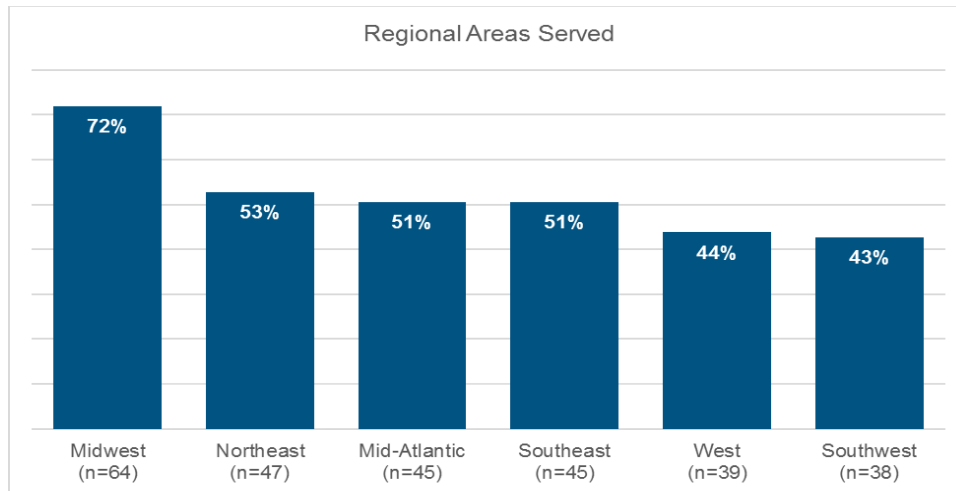 Regional Areas Served
72%
53%
51%
51%
44%
43%
Midwest
(n=64)
Northeast
(n=47)
Mid-Atlantic
(n=45)
Southeast
(n=45)
West
(n=39)
Southwest
(n=38)